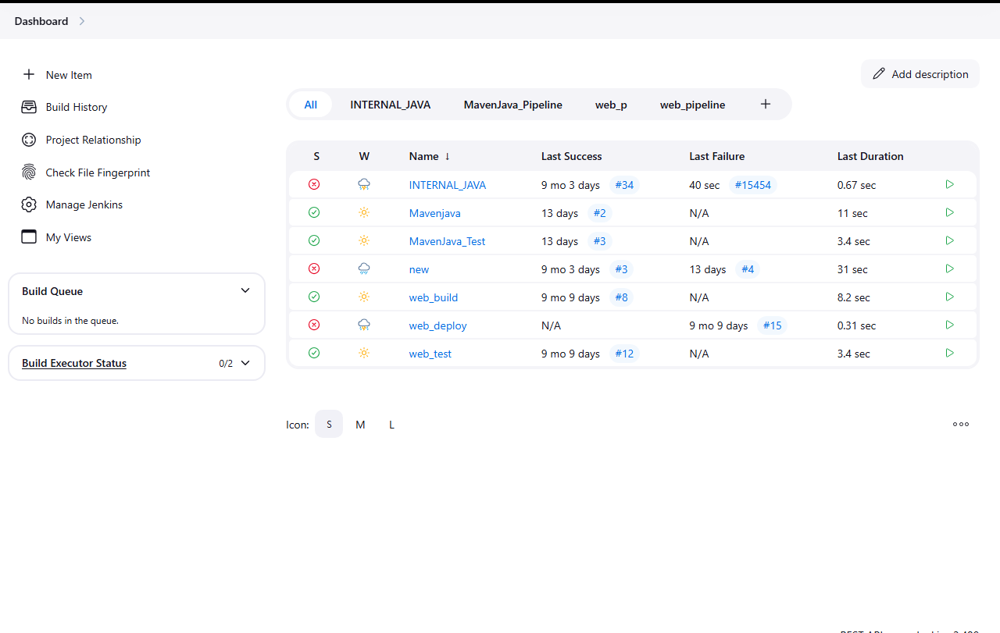 Dashboard
New Item
Build History
Project Relationship
Check File Fingerprint
Manage Jenkins
My Views
Build Queue
No builds in the queue.
Build Executor Status 0/2
Add description
All INTERNAL_JAVA MavenJava_Pipeline web_p web_pipeline +
S W Name ↓ Last Success Last Failure Last Duration
INTERNAL_JAVA 9 mo 3 days #34 40 sec #15454 0.67 sec
Mavenjava 13 days #2 N/A 11 sec
MavenJava_Test 13 days #3 N/A 3.4 sec
new 9 mo 3 days #3 13 days #4 31 sec
web_build 9 mo 9 days #8 N/A 8.2 sec
web_deploy N/A 9 mo 9 days #15 0.31 sec
web_test 9 mo 9 days #12 N/A 3.4 sec
Icon: S M L
REST API